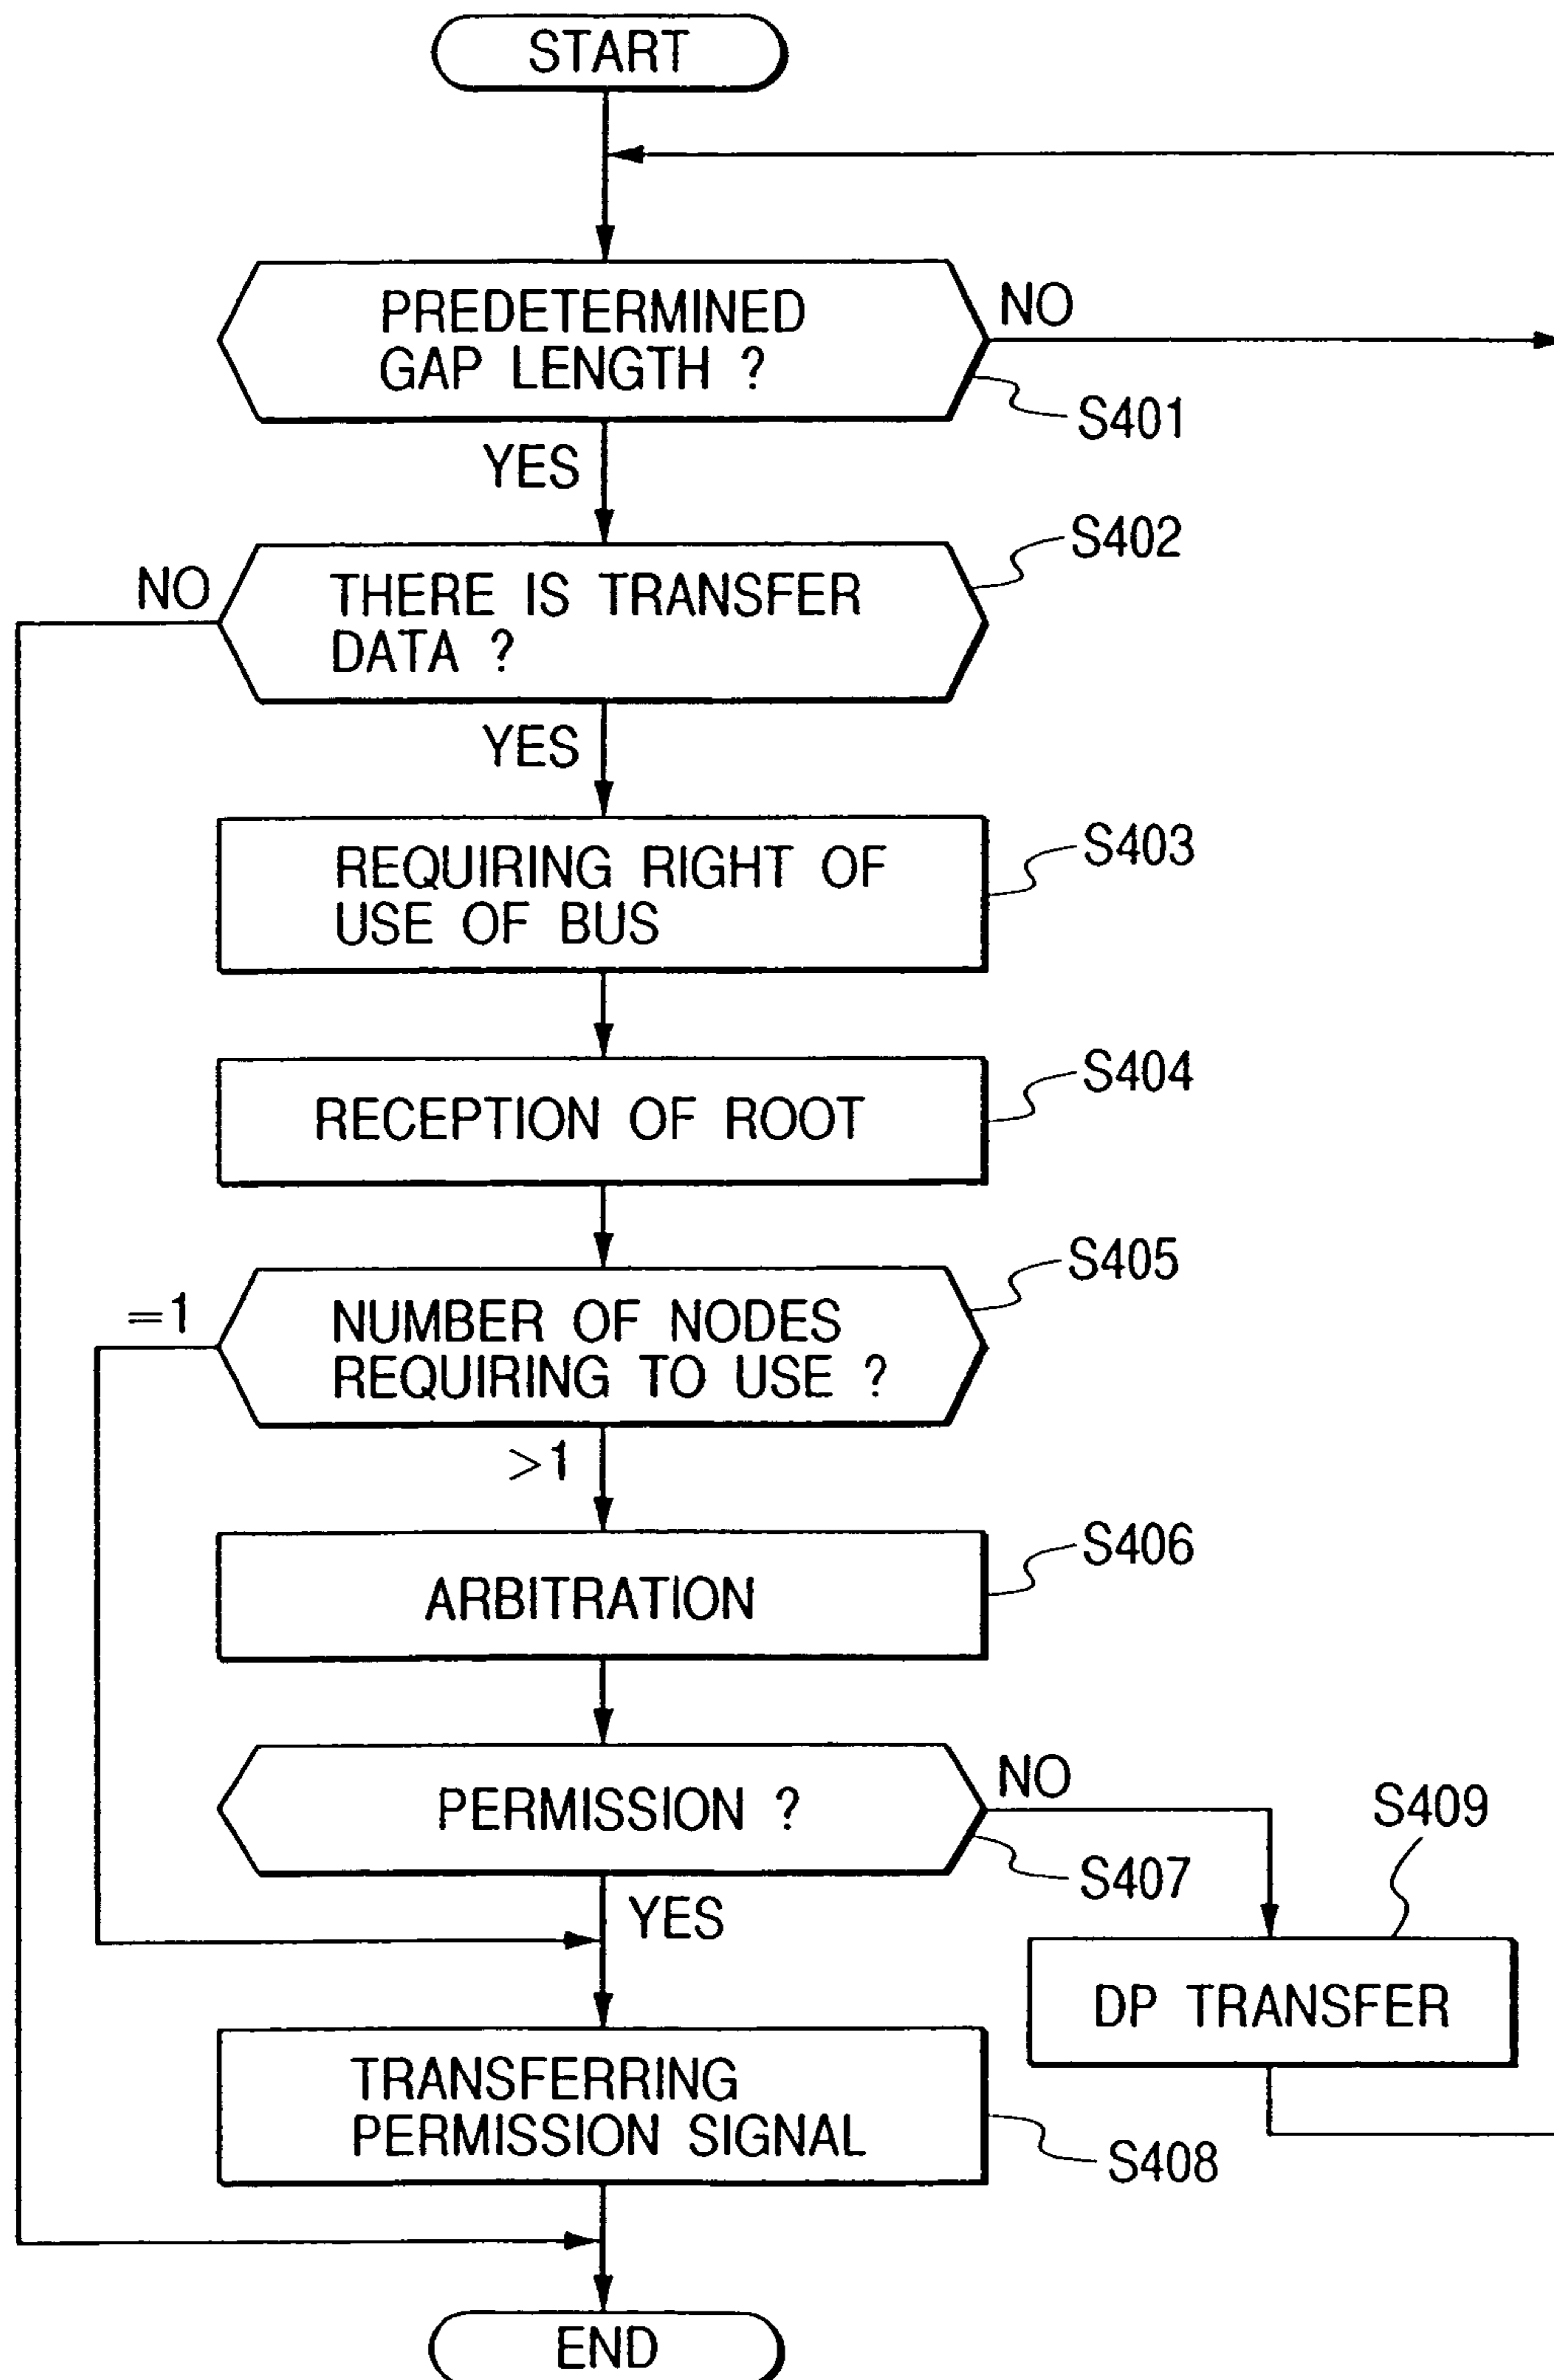 START
PREDETERMINED
GAP LENGTH ?
NO
S401
YES
S402
NO
THERE IS TRANSFER
DATA ?
YES
S403
REQUIRING RIGHT OF
USE OF BUS
S404
RECEPTION OF ROOT
S405
=1
NUMBER OF NODES
REQUIRING TO USE ?
>1
S406
ARBITRATION
PERMISSION ?
NO
S407
S409
YES
DP TRANSFER
TRANSFERRING
PERMISSION SIGNAL
S408
END